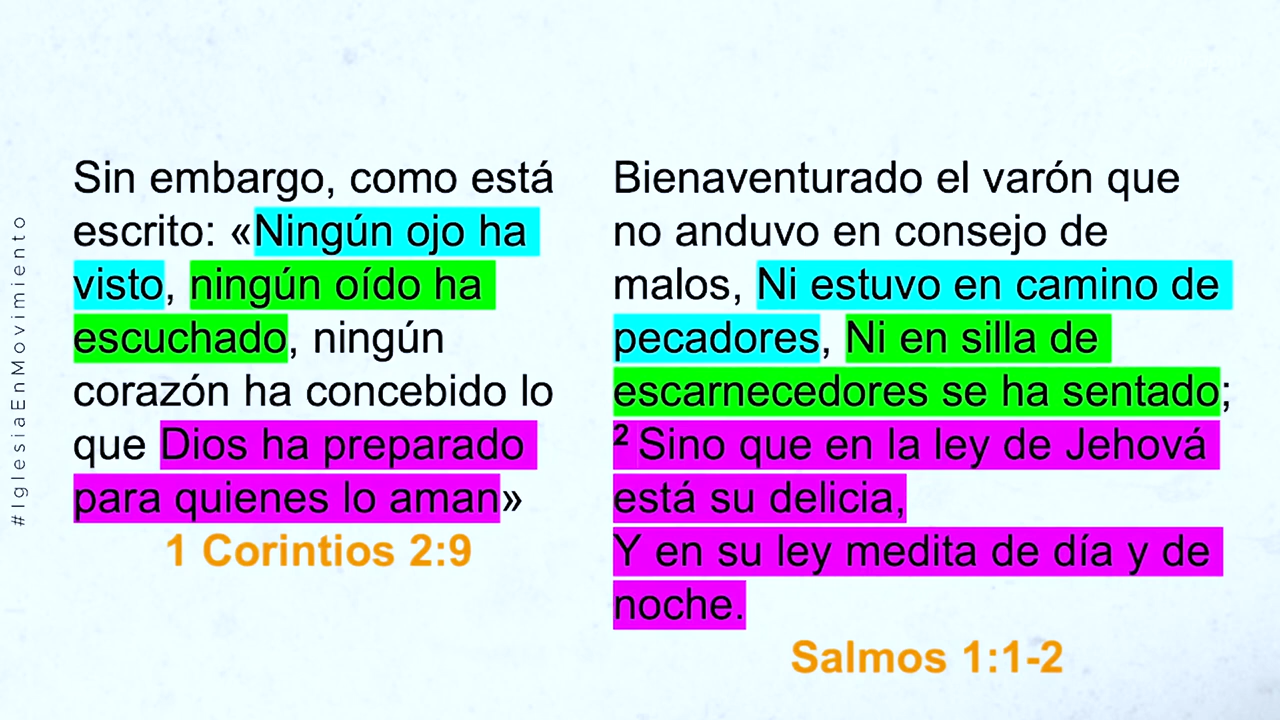 #IglesiaEnMovimiento
Sin embargo, como está
escrito: «Ningún ojo ha
visto, ningún oído ha
escuchado, ningún
corazón ha concebido lo
que Dios ha preparado
para quienes lo aman»
1 Corintios 2:9
Bienaventurado el varón que
no anduvo en consejo de
malos, Ni estuvo en camino de
pecadores, Ni en silla de
escarnecedores se ha sentado;
² Sino que en la ley de Jehová
está su delicia,
Y en su ley medita de día y de
noche.
Salmos 1:1-2